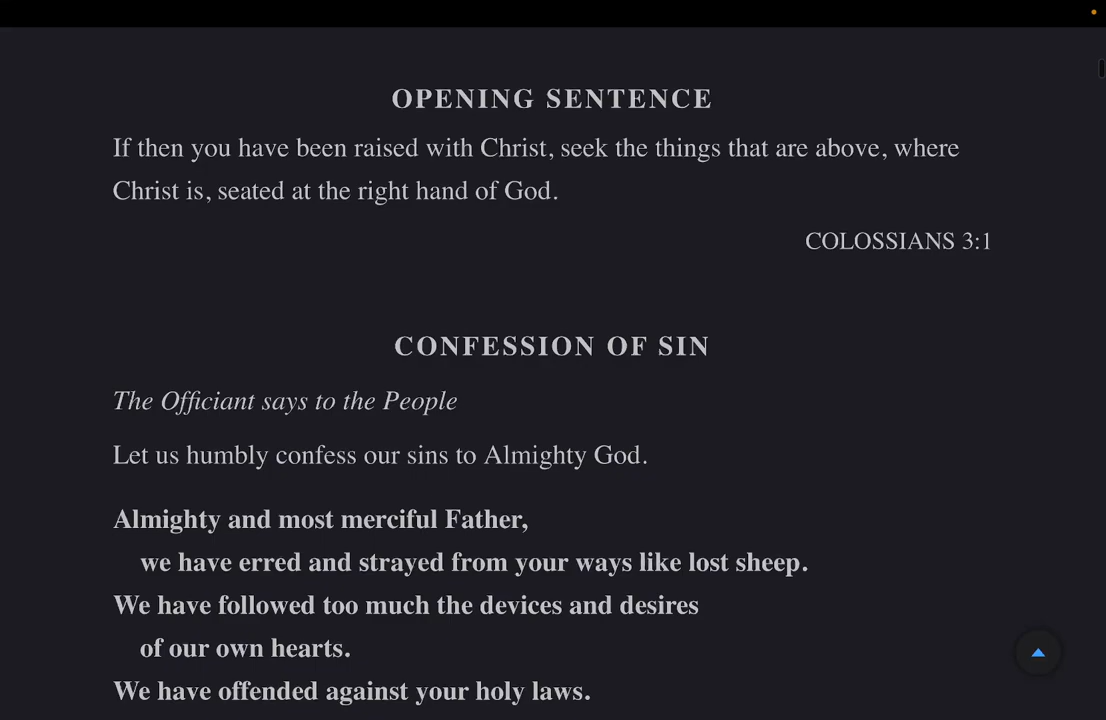 OPENING SENTENCE
If then you have been raised with Christ, seek the things that are above, where
Christ is, seated at the right hand of God.
COLOSSIANS 3:1
CONFESSION OF SIN
The Officiant says to the People
Let us humbly confess our sins to Almighty God.
Almighty and most merciful Father,
we have erred and strayed from your ways like lost sheep.
We have followed too much the devices and desires
of our own hearts.
We have offended against your holy laws.